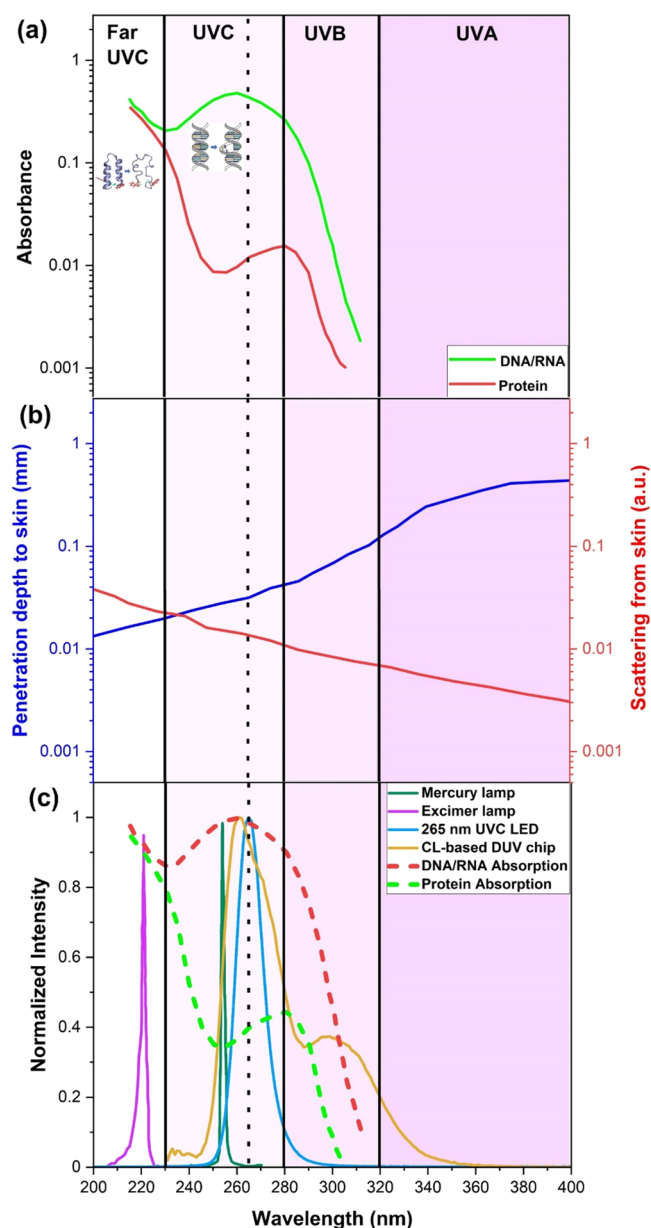 (a)
Far
UVC
UVC
UVB
UVA
1
0.1
0.01
0.001
Absorbance
DNA/RNA
Protein
(b)
1
0.1
0.01
0.001
Penetration depth to skin (mm)
1
0.1
0.01
0.001
Scattering from skin (a.u.)
(c)
Mercury lamp
Excimer lamp
265 nm UVC LED
CL-based DUV chip
DNA/RNA Absorption
Protein Absorption
1
0.8
0.6
0.4
0.2
0
Normalized Intensity
200 220 240 260 280 300 320 340 360 380 400
Wavelength (nm)